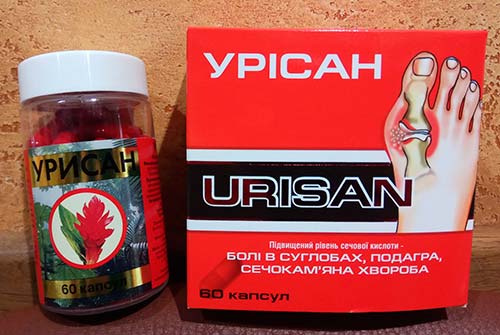 УРИСАН
60 капсул
УРІСАН
URISAN
Підвищений рівень сечової кислоти -
БОЛІ В СУГЛОБАХ, ПОДАГРА,
СЕЧОКАМ'ЯНА ХВОРОБА
60 капсул